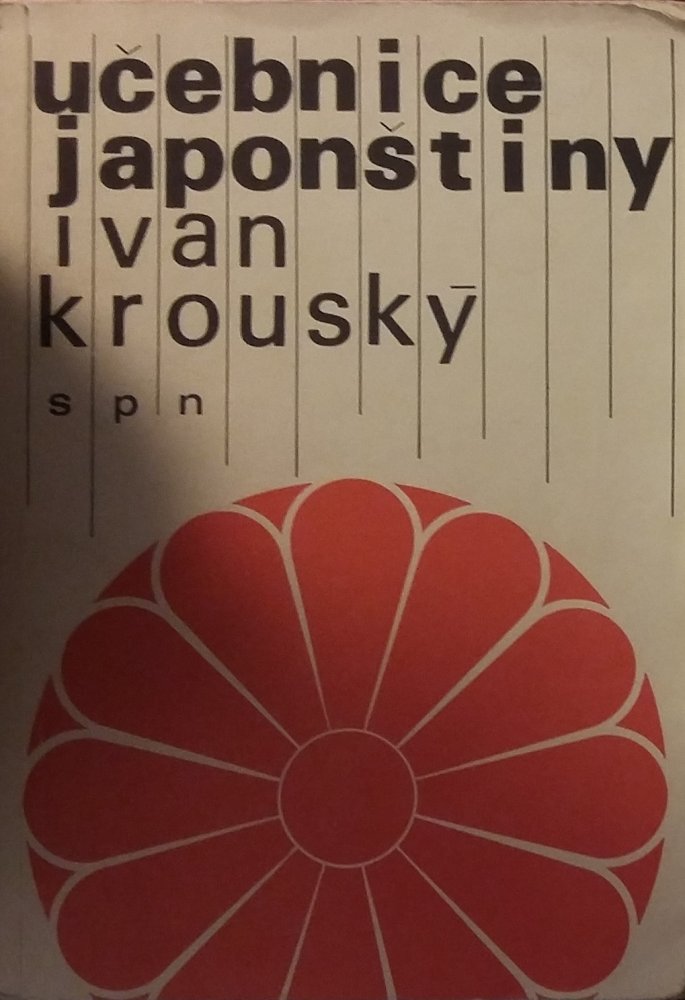 učebnice
japonštiny
ivan
krouský
spn